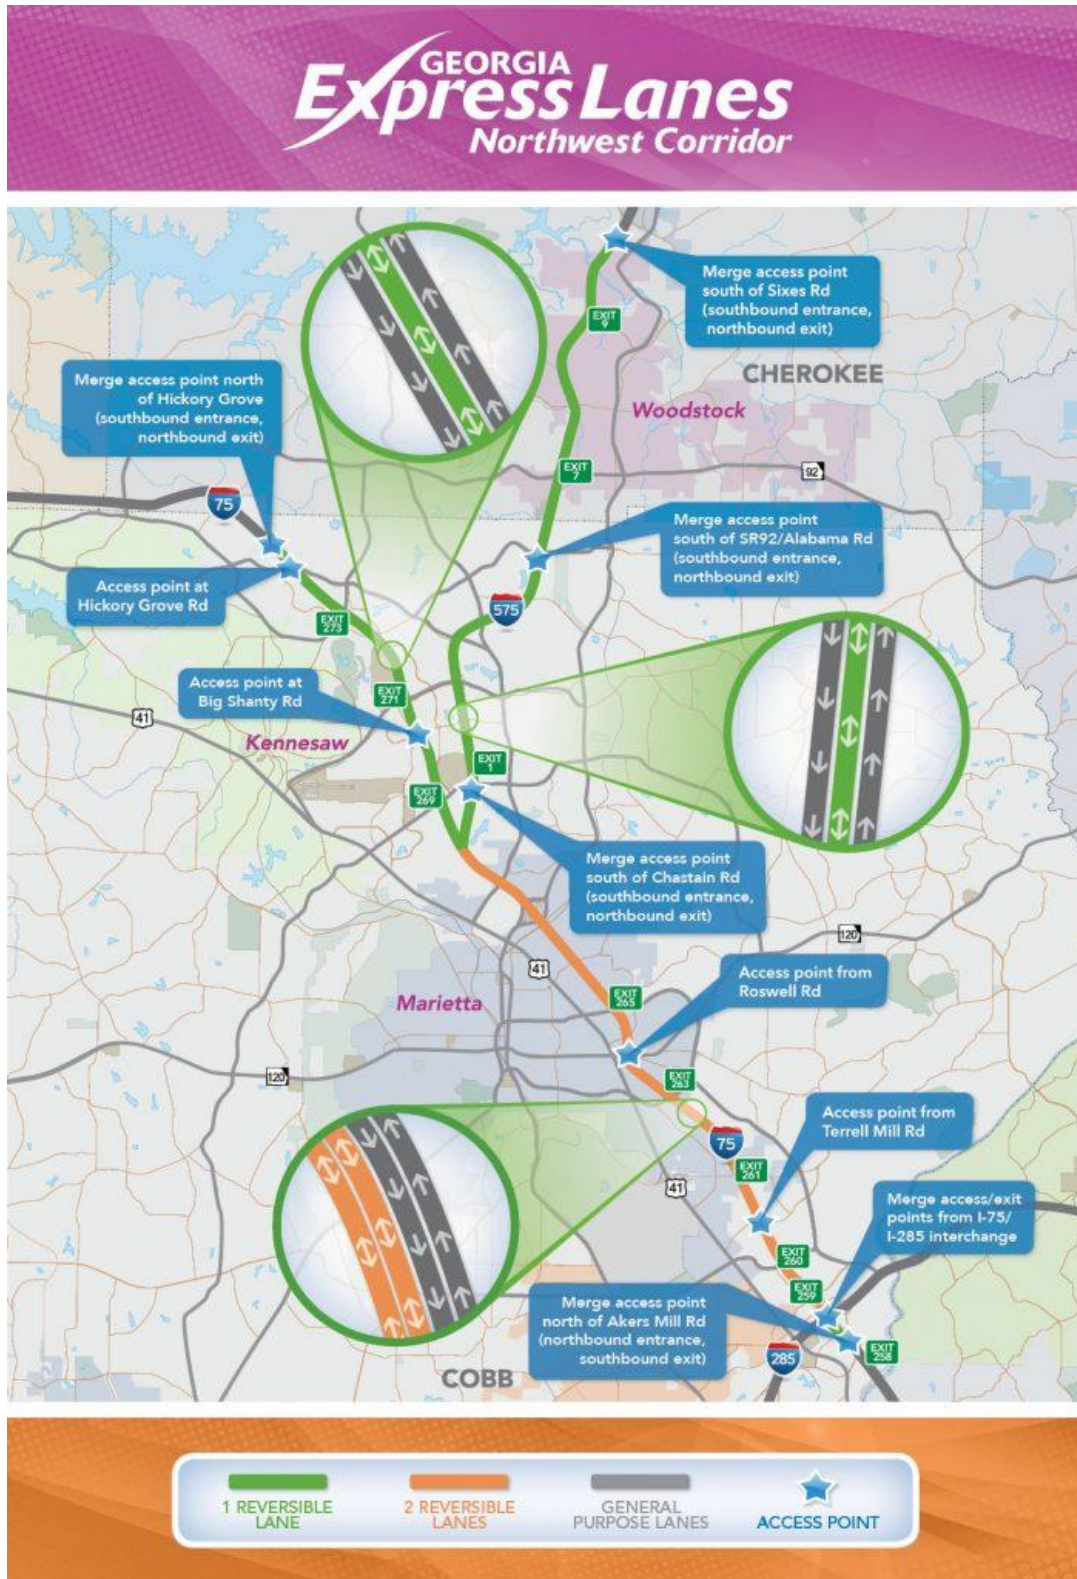 GEORGIA
Express Lanes
Northwest Corridor
Merge access point
south of Sixes Rd
(southbound entrance,
northbound exit)
EXIT
9
CHEROKEE
Merge access point north
of Hickory Grove
(southbound entrance,
northbound exit)
Woodstock
EXIT
7
92
75
Merge access point
south of SR92/Alabama Rd
(southbound entrance,
northbound exit)
Access point at
Hickory Grove Rd
575
EXIT
273
Access point at
Big Shanty Rd
EXIT
271
41
Kennesaw
EXIT
1
EXIT
269
Merge access point
south of Chastain Rd
(southbound entrance,
northbound exit)
120
41
Access point from
Roswell Rd
Marietta
EXIT
265
120
EXIT
263
Access point from
Terrell Mill Rd
75
EXIT
261
41
Merge access/exit
points from I-75/
I-285 interchange
EXIT
260
EXIT
259
Merge access point
north of Akers Mill Rd
(northbound entrance,
southbound exit)
EXIT
258
285
COBB
1 REVERSIBLE
LANE
2 REVERSIBLE
LANES
GENERAL
PURPOSE LANES
ACCESS POINT